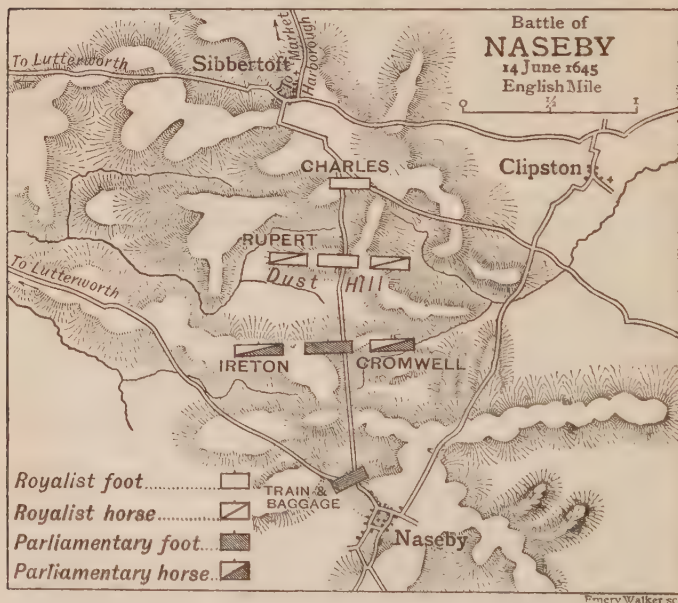 Battle of
NASEBY
14 June 1645
English Mile
0 ½ 1
To Lutterworth
Sibbertoft
To Market
Harborough
Clipston
CHARLES
RUPERT
Dust Hill
To Lutterworth
IRETON
CROMWELL
Royalist foot
Royalist horse
Parliamentary foot
Parliamentary horse
TRAIN &
BAGGAGE
Naseby
Emery Walker sc.